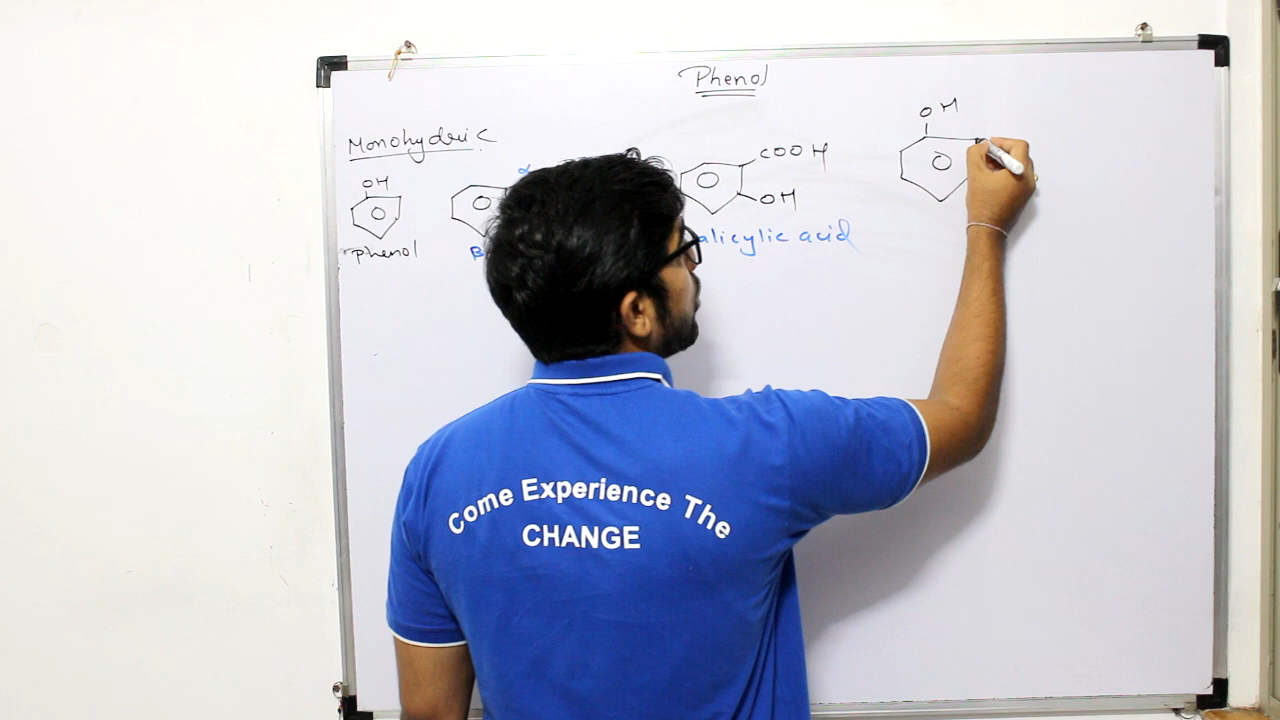 Phenol
Monohydric
OH
phenol
COOH
OH
alicylic acid
OH
Come Experience The
CHANGE